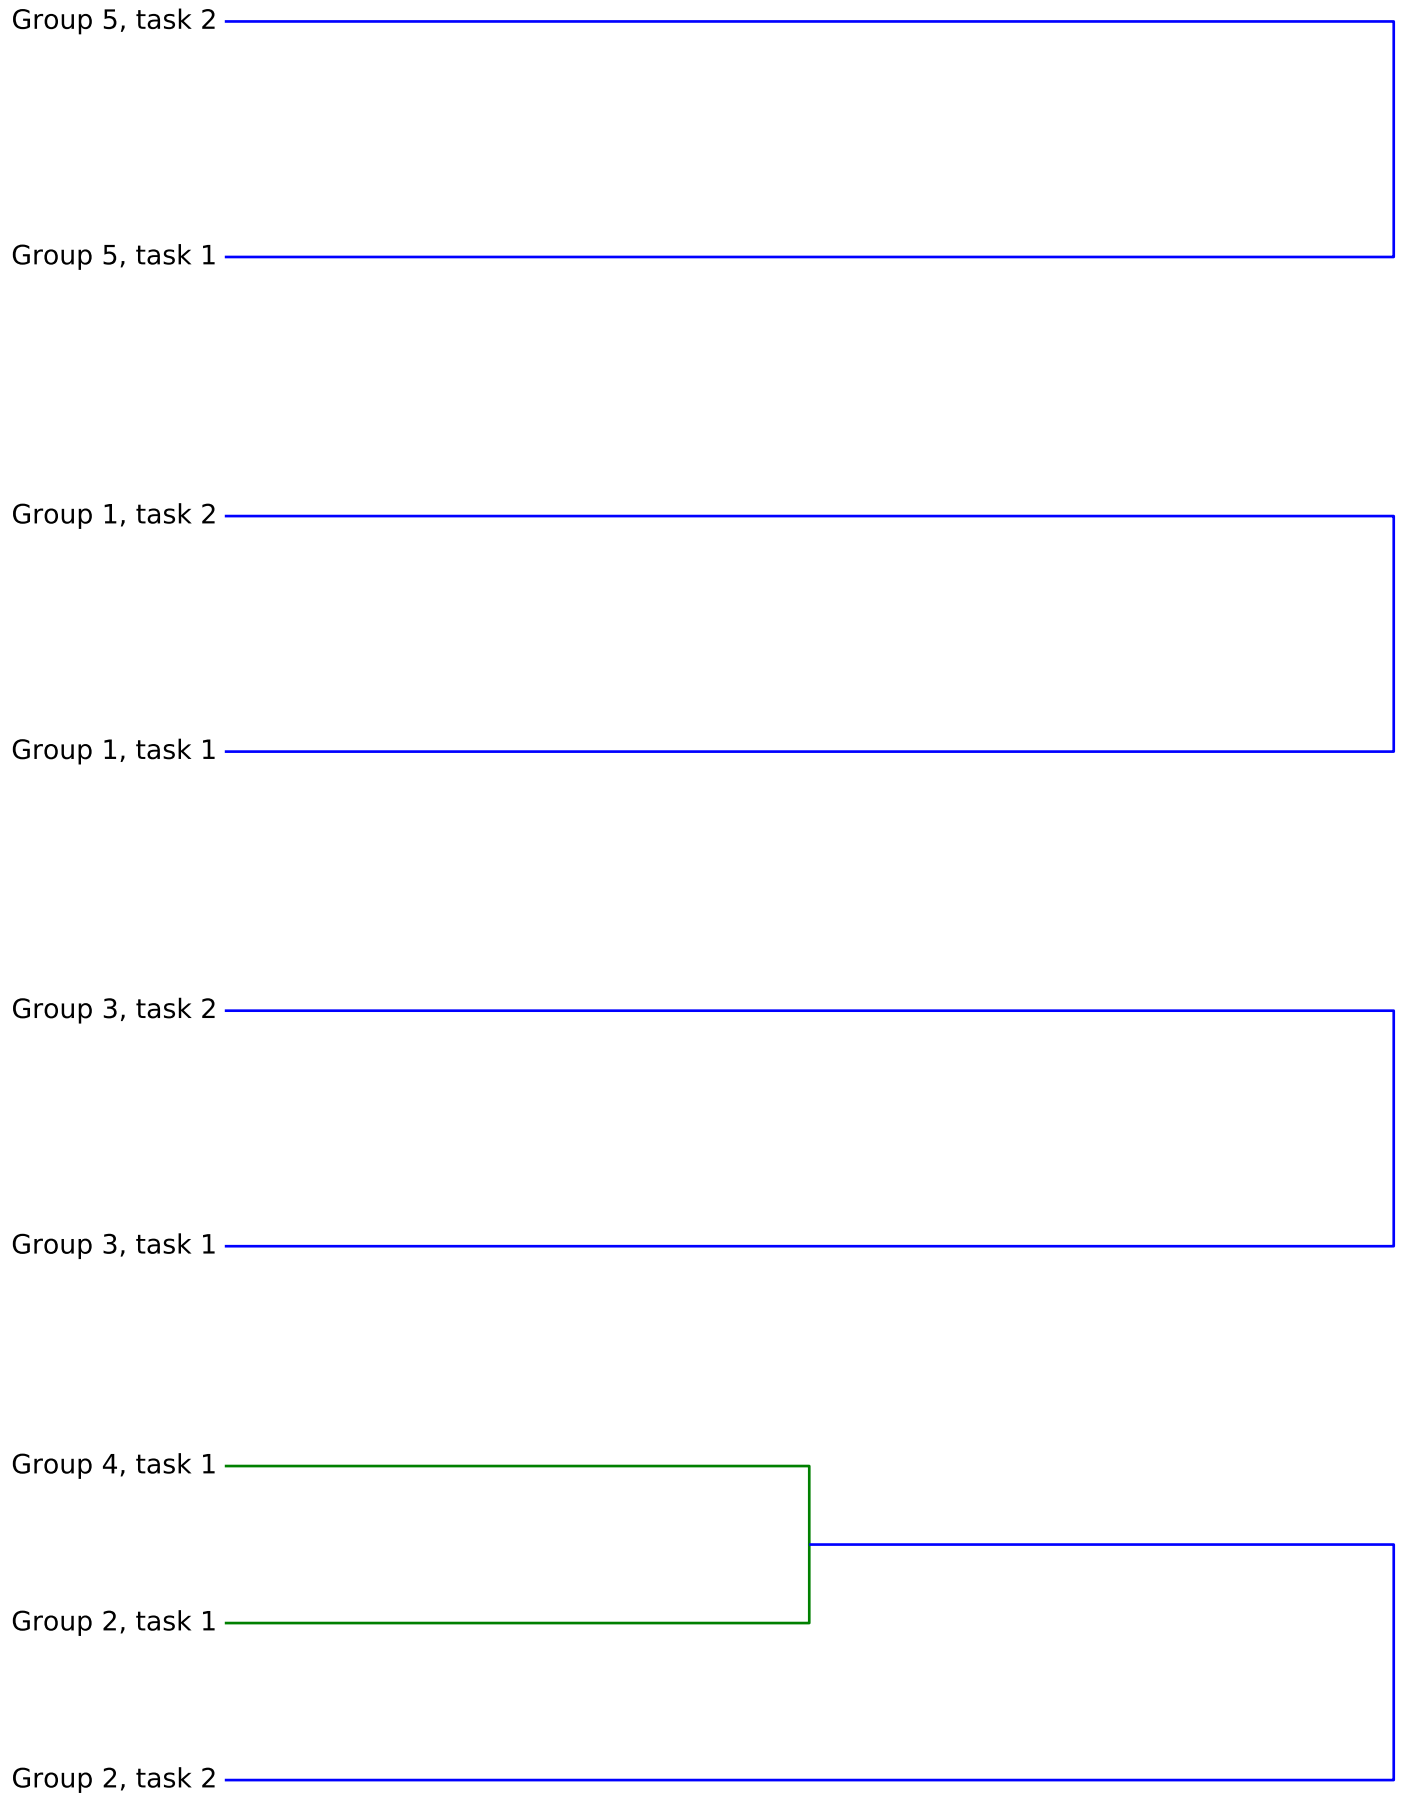 Group 5, task 2
Group 5, task 1
Group 1, task 2
Group 1, task 1
Group 3, task 2
Group 3, task 1
Group 4, task 1
Group 2, task 1
Group 2, task 2